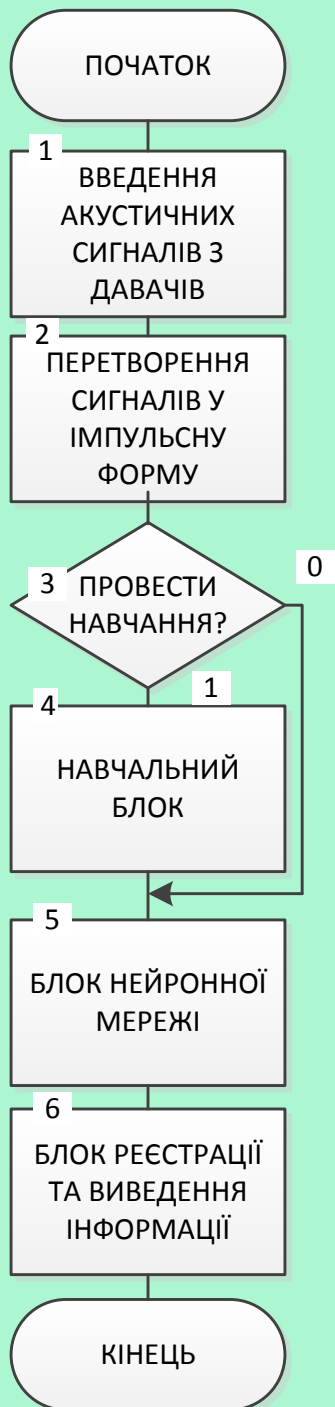 ПОЧАТОК
1
ВВЕДЕННЯ
АКУСТИЧНИХ
СИГНАЛІВ З
ДАВАЧІВ
2
ПЕРЕТВОРЕННЯ
СИГНАЛІВ У
ІМПУЛЬСНУ
ФОРМУ
0
3
ПРОВЕСТИ
НАВЧАННЯ?
1
4
НАВЧАЛЬНИЙ
БЛОК
5
БЛОК НЕЙРОННОЇ
МЕРЕЖІ
6
БЛОК РЕЄСТРАЦІЇ
ТА ВИВЕДЕННЯ
ІНФОРМАЦІЇ
КІНЕЦЬ